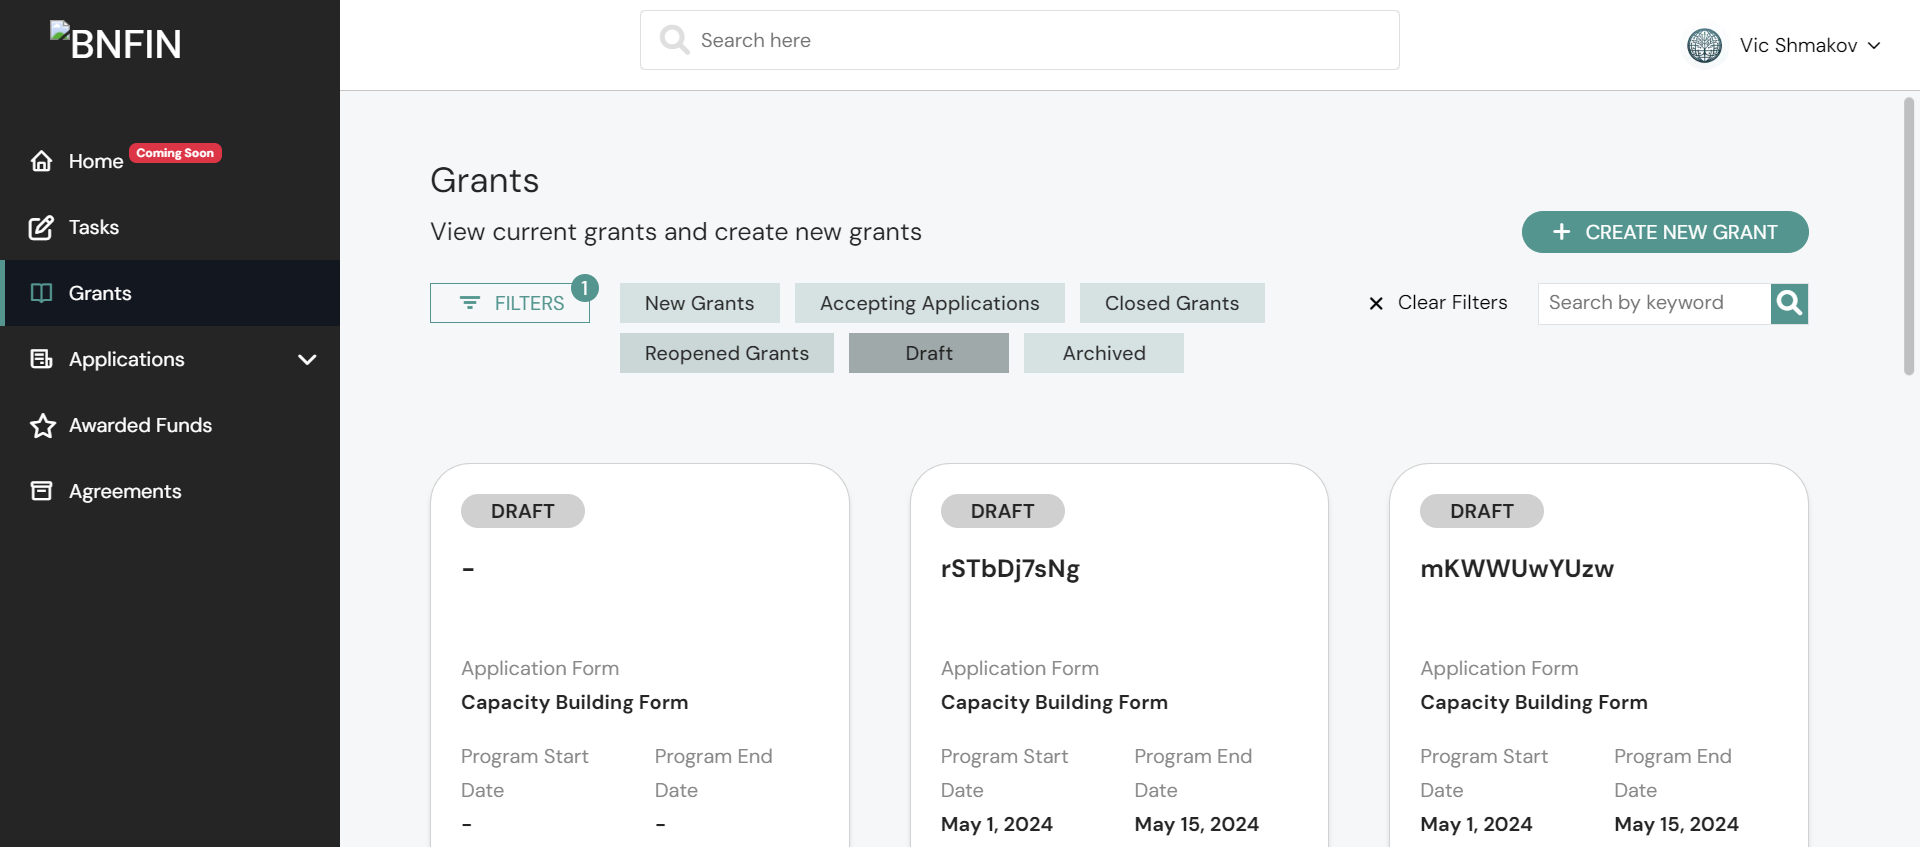 BNFIN
Search here
Vic Shmakov
Home Coming Soon
Tasks
Grants
Applications
Awarded Funds
Agreements
Grants
View current grants and create new grants
+ CREATE NEW GRANT
FILTERS 1
New Grants
Accepting Applications
Closed Grants
× Clear Filters
Search by keyword
Reopened Grants
Draft
Archived
DRAFT
-
Application Form
Capacity Building Form
Program Start Date
-
Program End Date
-
DRAFT
rSTbDj7sNg
Application Form
Capacity Building Form
Program Start Date
May 1, 2024
Program End Date
May 15, 2024
DRAFT
mKWWUwYUzw
Application Form
Capacity Building Form
Program Start Date
May 1, 2024
Program End Date
May 15, 2024